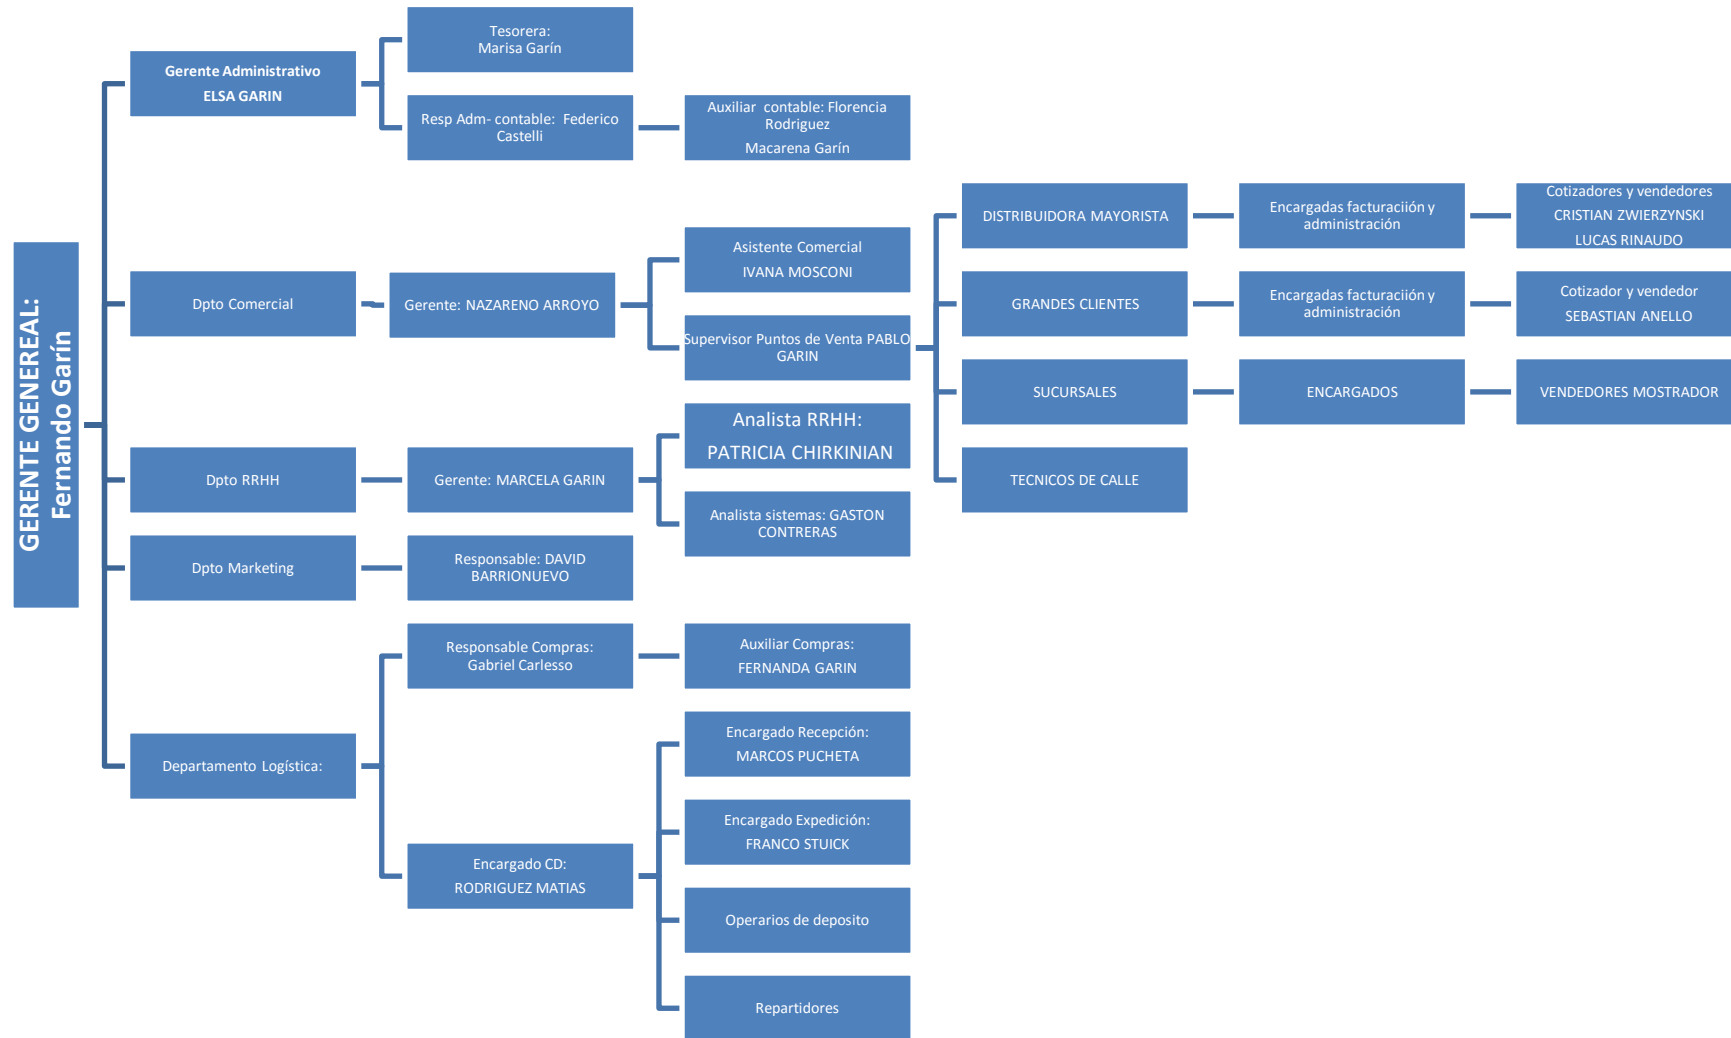 GERENTE GENEREAL:
Fernando Garín
Gerente Administrativo
ELSA GARIN
Tesorera:
Marisa Garín
Resp Adm- contable:  Federico
Castelli
Auxiliar  contable: Florencia
Rodriguez
Macarena Garín
Dpto Comercial
Gerente: NAZARENO ARROYO
Asistente Comercial
IVANA MOSCONI
Supervisor Puntos de Venta PABLO
GARIN
DISTRIBUIDORA MAYORISTA
Encargadas facturaciión y
administración
Cotizadores y vendedores
CRISTIAN ZWIERZYNSKI
LUCAS RINAUDO
GRANDES CLIENTES
Encargadas facturaciión y
administración
Cotizador y vendedor
SEBASTIAN ANELLO
SUCURSALES
ENCARGADOS
VENDEDORES MOSTRADOR
TECNICOS DE CALLE
Dpto RRHH
Gerente: MARCELA GARIN
Analista RRHH:
PATRICIA CHIRKINIAN
Analista sistemas: GASTON
CONTRERAS
Dpto Marketing
Responsable: DAVID
BARRIONUEVO
Departamento Logística:
Responsable Compras:
Gabriel Carlesso
Auxiliar Compras:
FERNANDA GARIN
Encargado CD:
RODRIGUEZ MATIAS
Encargado Recepción:
MARCOS PUCHETA
Encargado Expedición:
FRANCO STUICK
Operarios de deposito
Repartidores